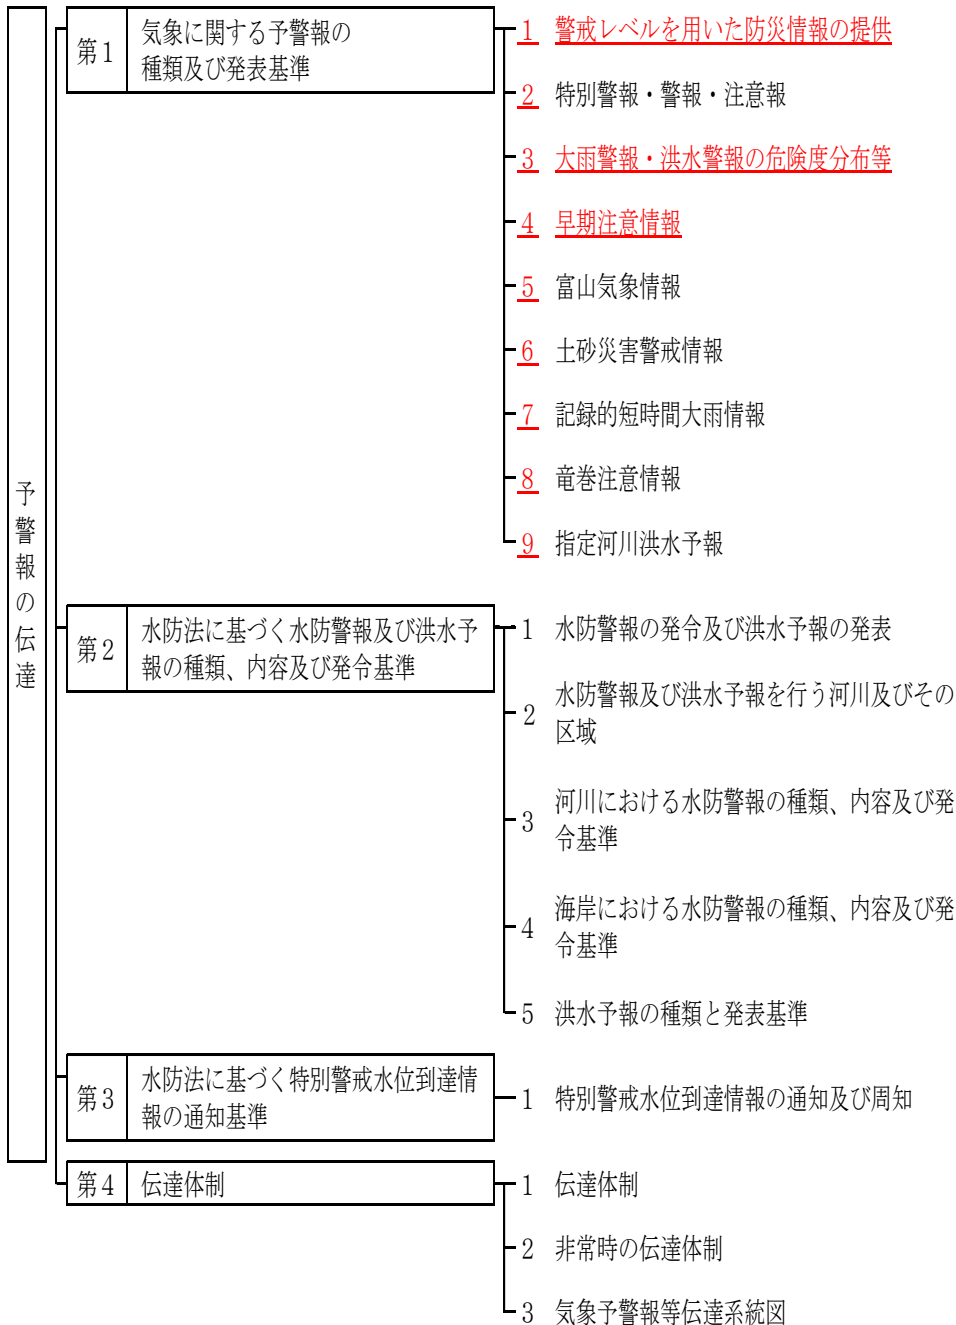 予警報の伝達
第1
気象に関する予警報の
種類及び発表基準
1 警戒レベルを用いた防災情報の提供
2 特別警報・警報・注意報
3 大雨警報・洪水警報の危険度分布等
4 早期注意情報
5 富山気象情報
6 土砂災害警戒情報
7 記録的短時間大雨情報
8 竜巻注意情報
9 指定河川洪水予報
第2
水防法に基づく水防警報及び洪水予
報の種類、内容及び発令基準
1 水防警報の発令及び洪水予報の発表
2 水防警報及び洪水予報を行う河川及びその
区域
3 河川における水防警報の種類、内容及び発
令基準
4 海岸における水防警報の種類、内容及び発
令基準
5 洪水予報の種類と発表基準
第3
水防法に基づく特別警戒水位到達情
報の通知基準
1 特別警戒水位到達情報の通知及び周知
第4
伝達体制
1 伝達体制
2 非常時の伝達体制
3 気象予警報等伝達系統図